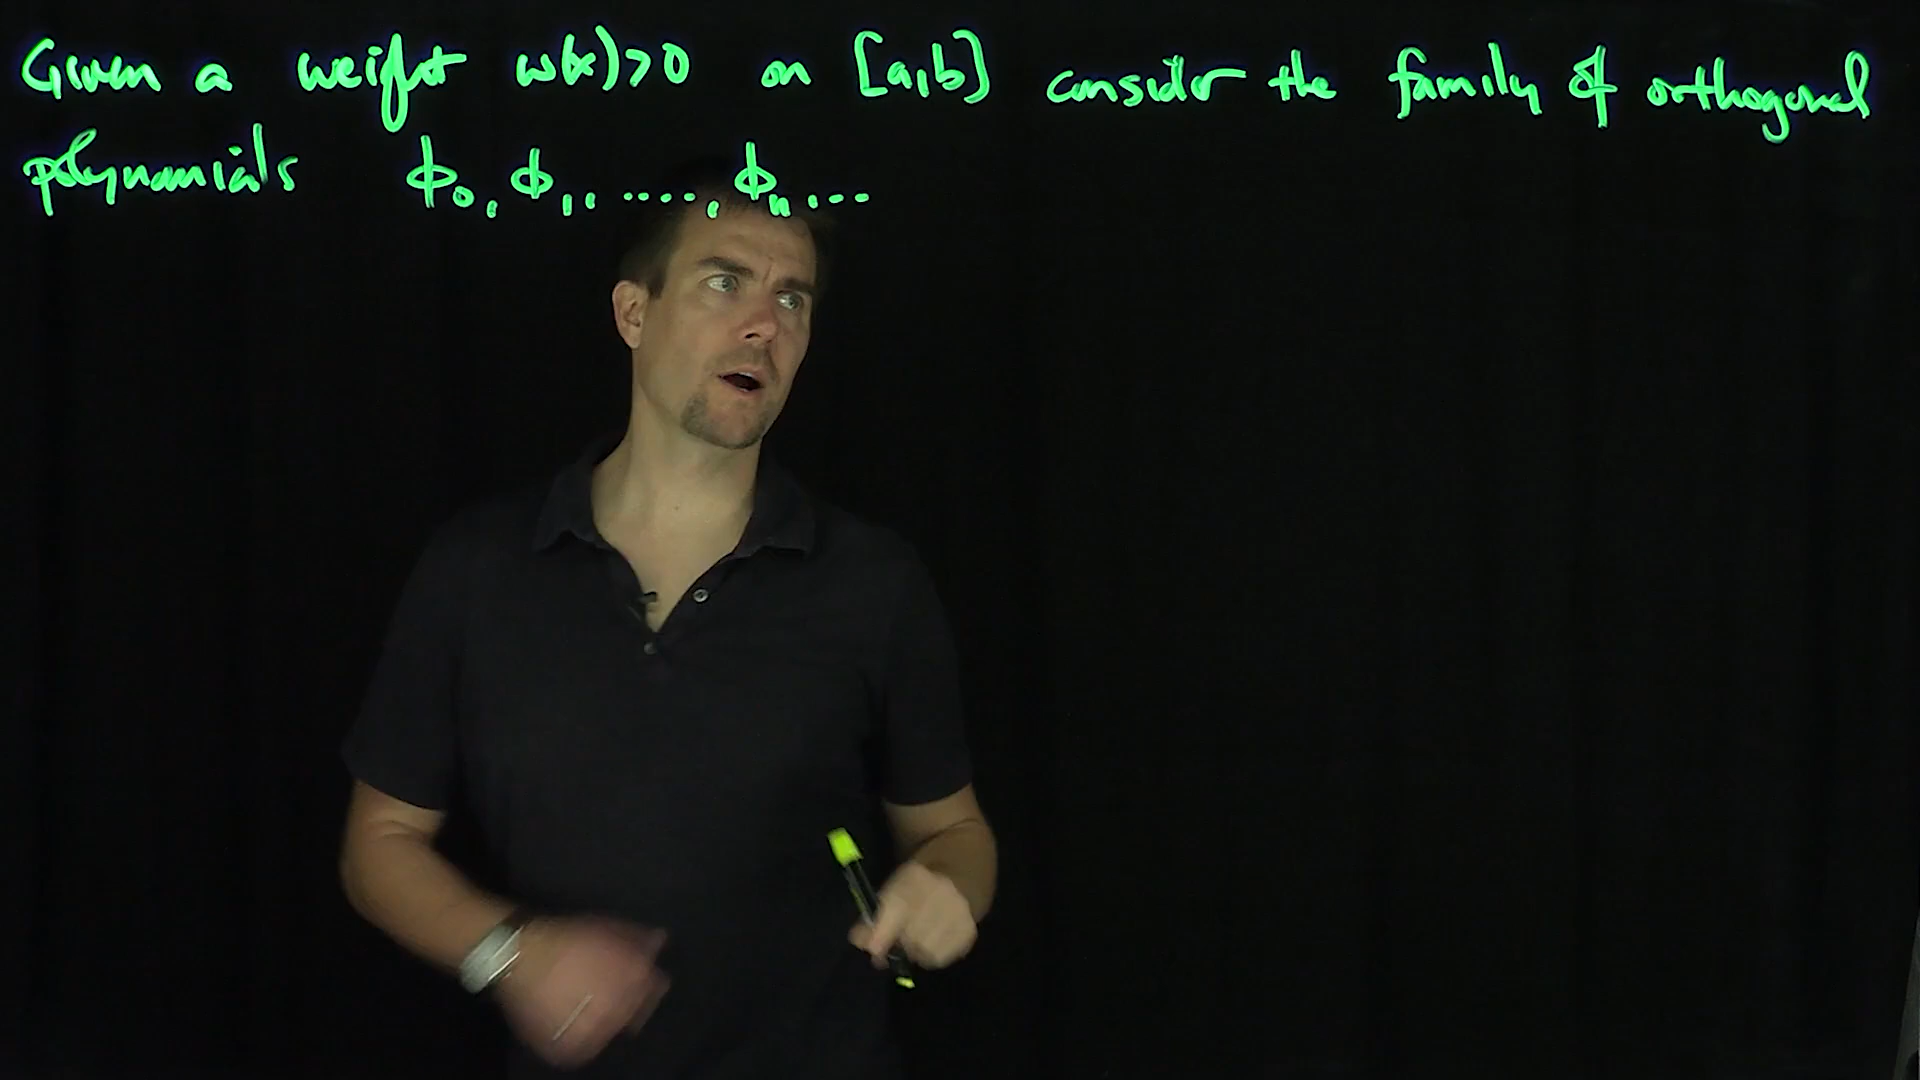 Given a weight w(x)>0 on [a,b] consider the family of orthogonal
polynomials ϕ₀, ϕ₁, ...., ϕₙ, ...